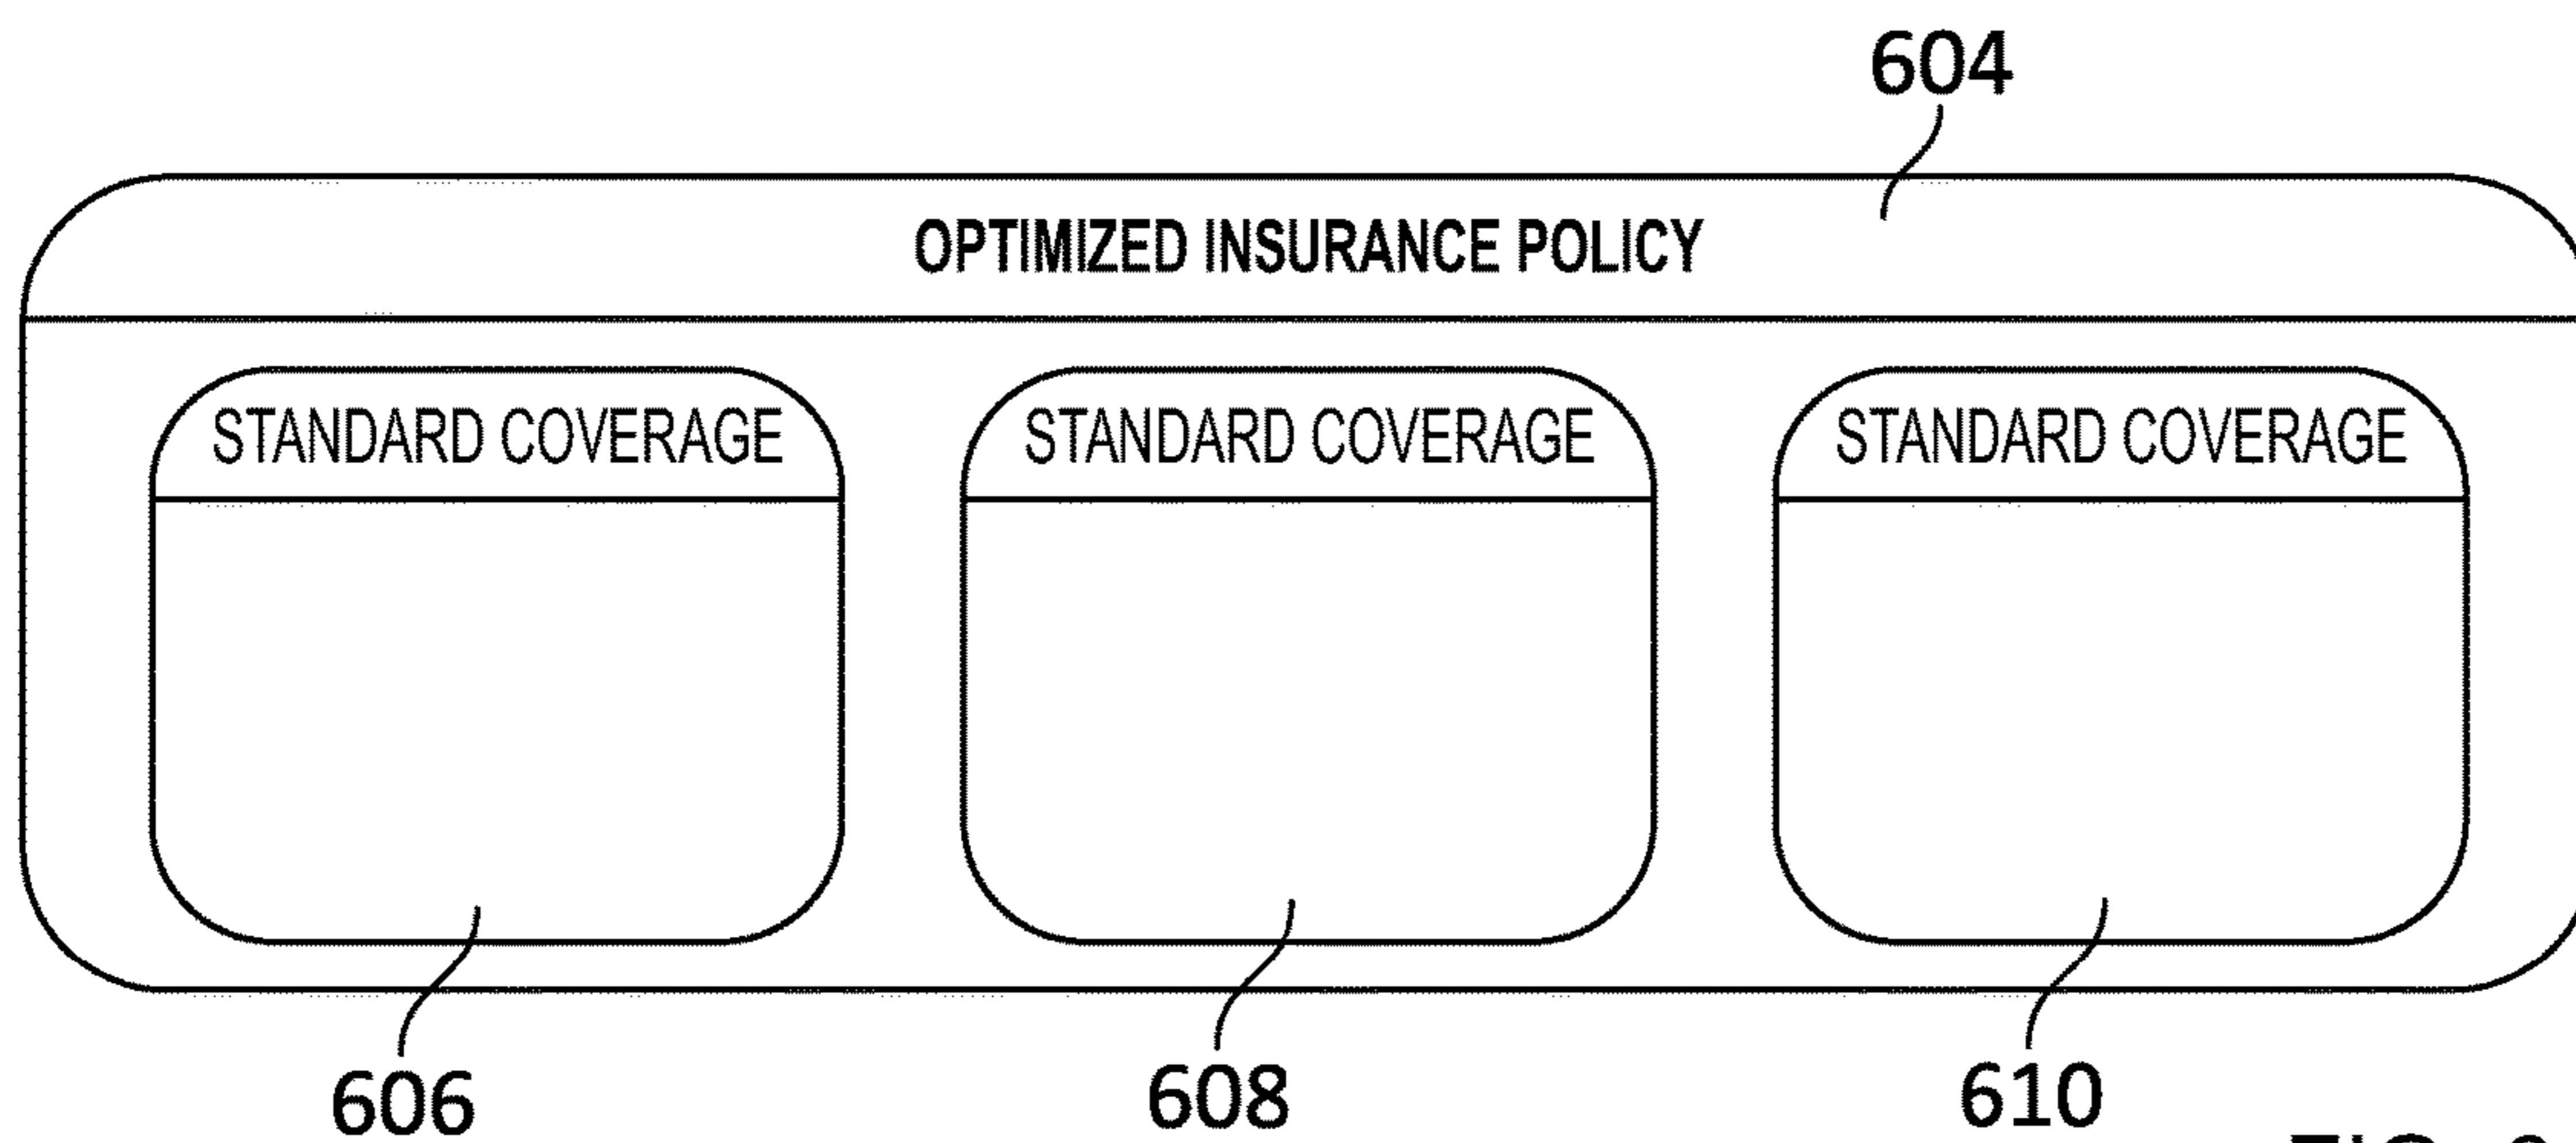 604
OPTIMIZED INSURANCE POLICY
STANDARD COVERAGE STANDARD COVERAGE STANDARD COVERAGE
606 608 610